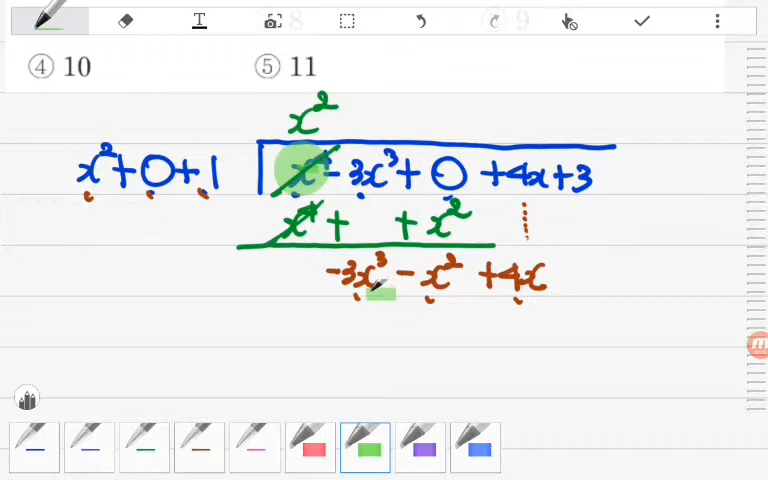 ④ 10 ⑤ 11
x²
x² + 0 + 1 x⁴ - 3x³ + 0 + 4x + 3
x⁴ + + x²
-3x³ - x² + 4x